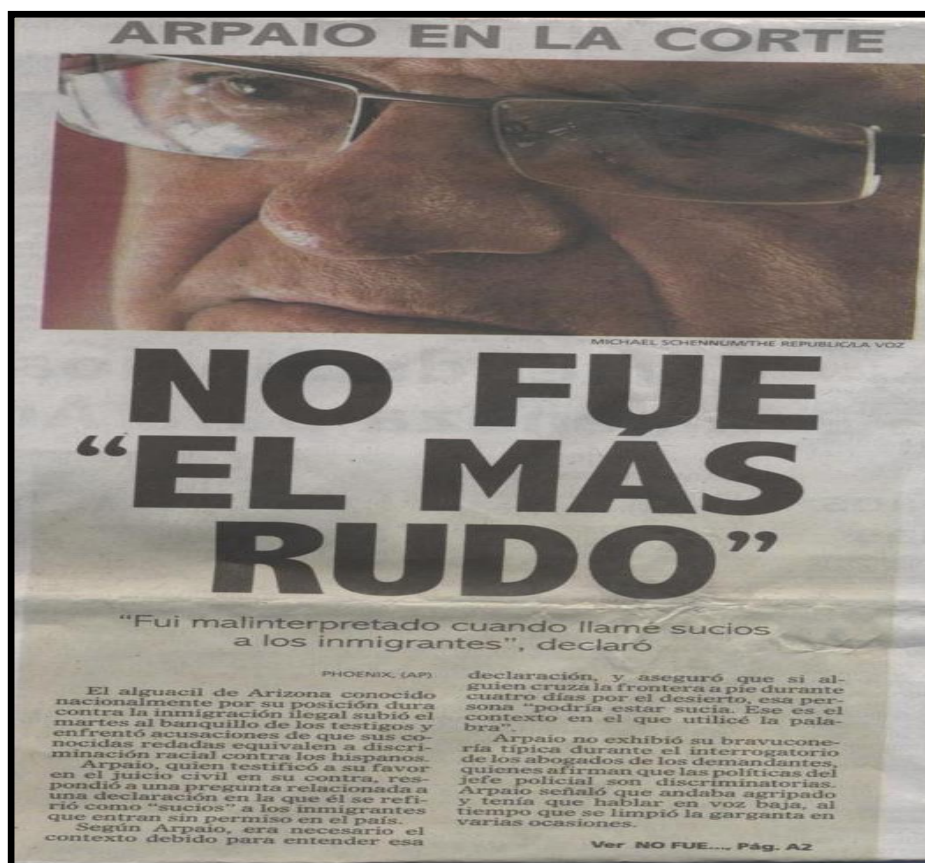 ARPAIO EN LA CORTE
MICHAEL SCHENNUM/THE REPUBLIC/LA VOZ
NO FUE
“EL MÁS
RUDO”
“Fui malinterpretado cuando llamé sucios
a los inmigrantes”, declaró
PHOENIX, (AP)
El alguacil de Arizona conocido
nacionalmente por su posición dura
contra la inmigración ilegal subió el
martes al banquillo de los testigos y
enfrentó acusaciones de que sus co-
nocidas redadas equivalen a discri-
minación racial contra los hispanos.
Arpaio, quien testificó a su favor
en el juicio civil en su contra, res-
pondió a una pregunta relacionada a
una declaración en la que él se refi-
rió como “sucios” a los inmigrantes
que entran sin permiso en el país.
Según Arpaio, era necesario el
contexto debido para entender esa
declaración, y aseguró que si al-
guien cruza la frontera a pie durante
cuatro días por el desierto, esa per-
sona “podría estar sucia. Ese es el
contexto en el que utilicé la pala-
bra”.
Arpaio no exhibió su bravucone-
ría típica durante el interrogatorio
de los abogados de los demandantes,
quienes afirman que las políticas del
jefe policial son discriminatorias.
Arpaio señaló que andaba agripado
y tenía que hablar en voz baja, al
tiempo que se limpió la garganta en
varias ocasiones.
Ver NO FUE..., Pág. A2